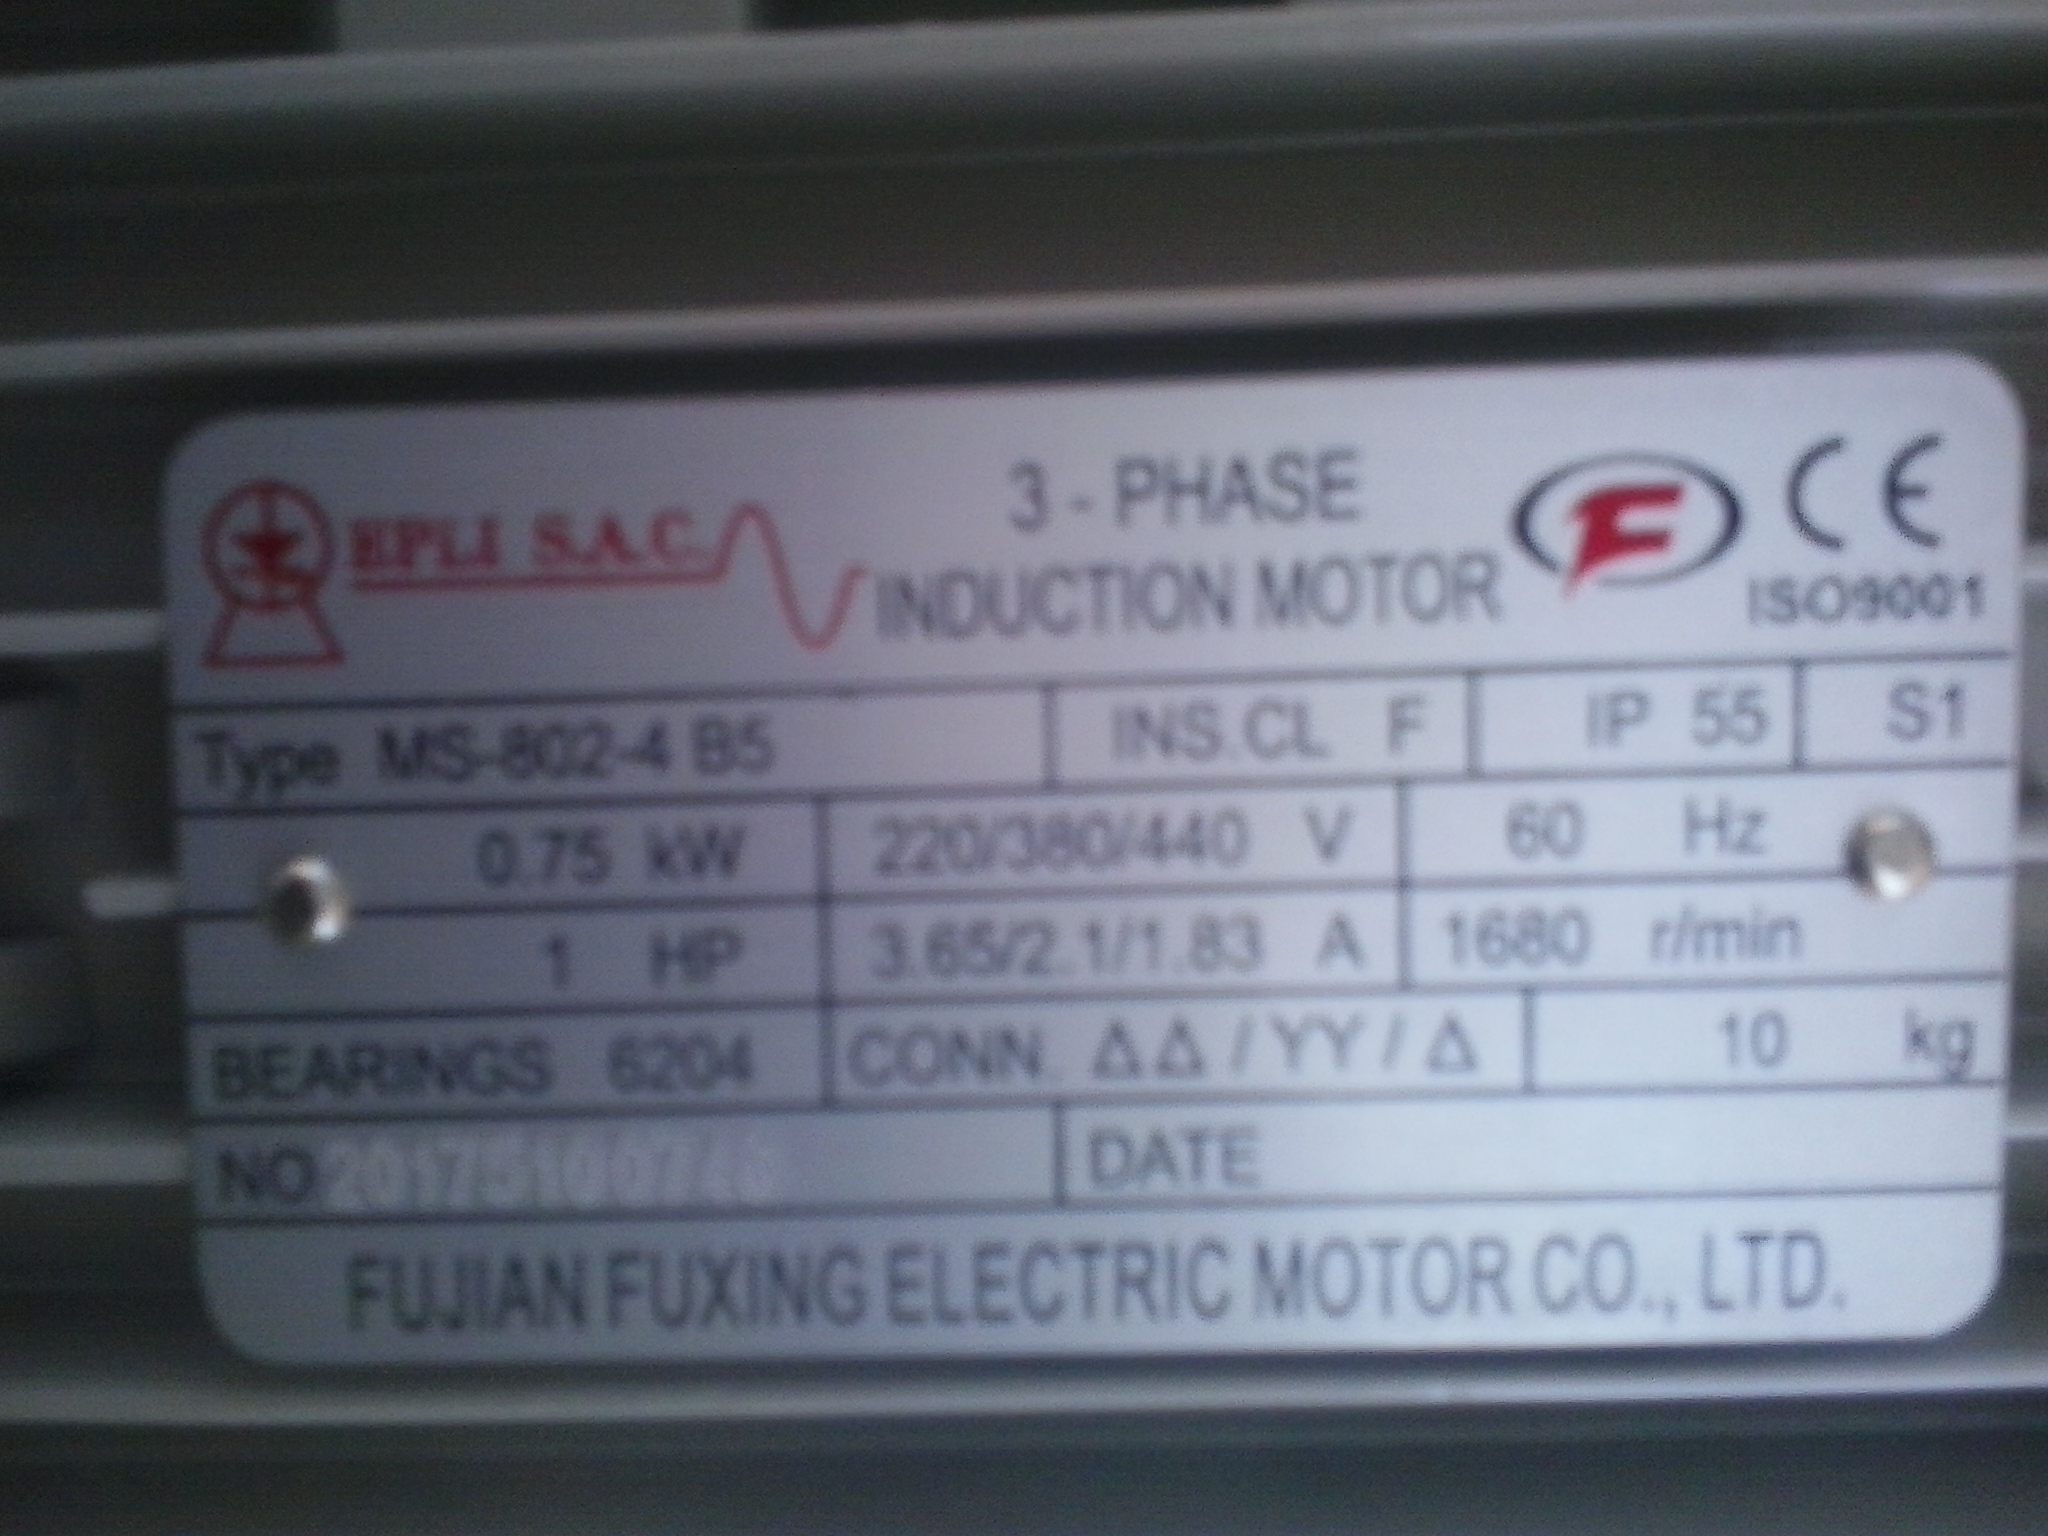 EPLI S.A.C.
3 - PHASE
INDUCTION MOTOR
F
CE
ISO9001
Type MS-802-4 B5 INS.CL F IP 55 S1
0.75 kW 220/380/440 V 60 Hz
1 HP 3.65/2.1/1.83 A 1680 r/min
BEARINGS 6204 CONN. ΔΔ / YY / Δ 10 kg
NO DATE
FUJIAN FUXING ELECTRIC MOTOR CO., LTD.